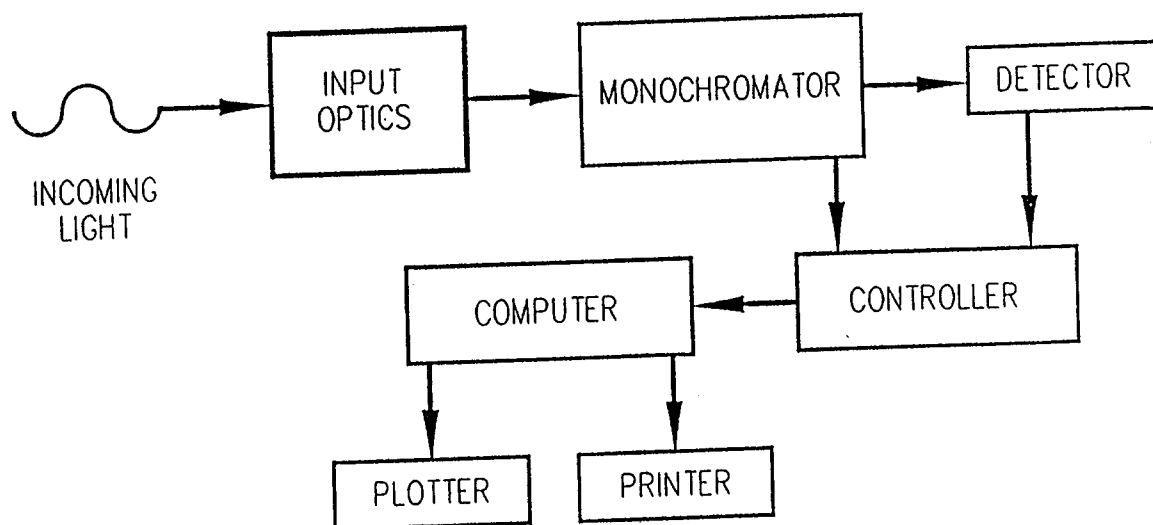 INPUT
OPTICS
MONOCHROMATOR
DETECTOR
INCOMING
LIGHT
COMPUTER
CONTROLLER
PLOTTER
PRINTER